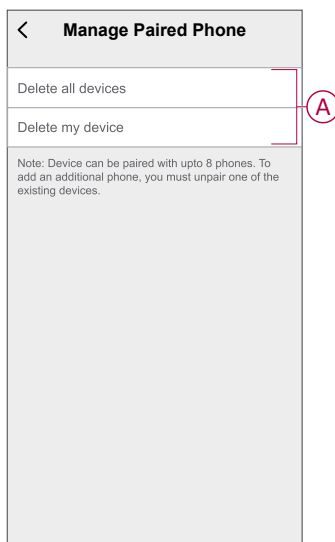 Manage Paired Phone
Delete all devices
A
Delete my device
Note: Device can be paired with upto 8 phones. To
add an additional phone, you must unpair one of the
existing devices.